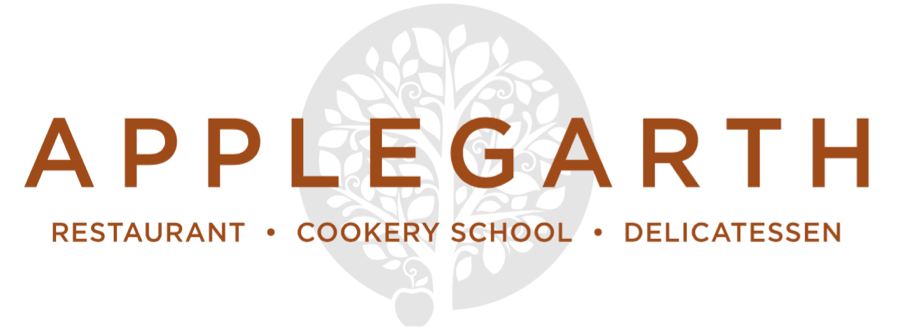 APPLEGARTH
RESTAURANT • COOKERY SCHOOL • DELICATESSEN